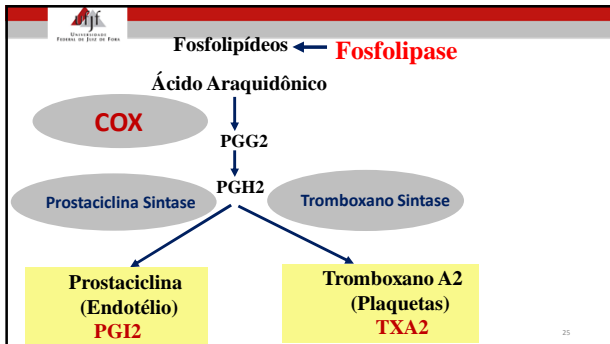 ufjf
UNIVERSIDADE
FEDERAL DE JUIZ DE FORA
Fosfolipídeos
Fosfolipase
Ácido Araquidônico
COX
PGG2
PGH2
Prostaciclina Sintase
Tromboxano Sintase
Prostaciclina
(Endotélio)
PGI2
Tromboxano A2
(Plaquetas)
TXA2
25